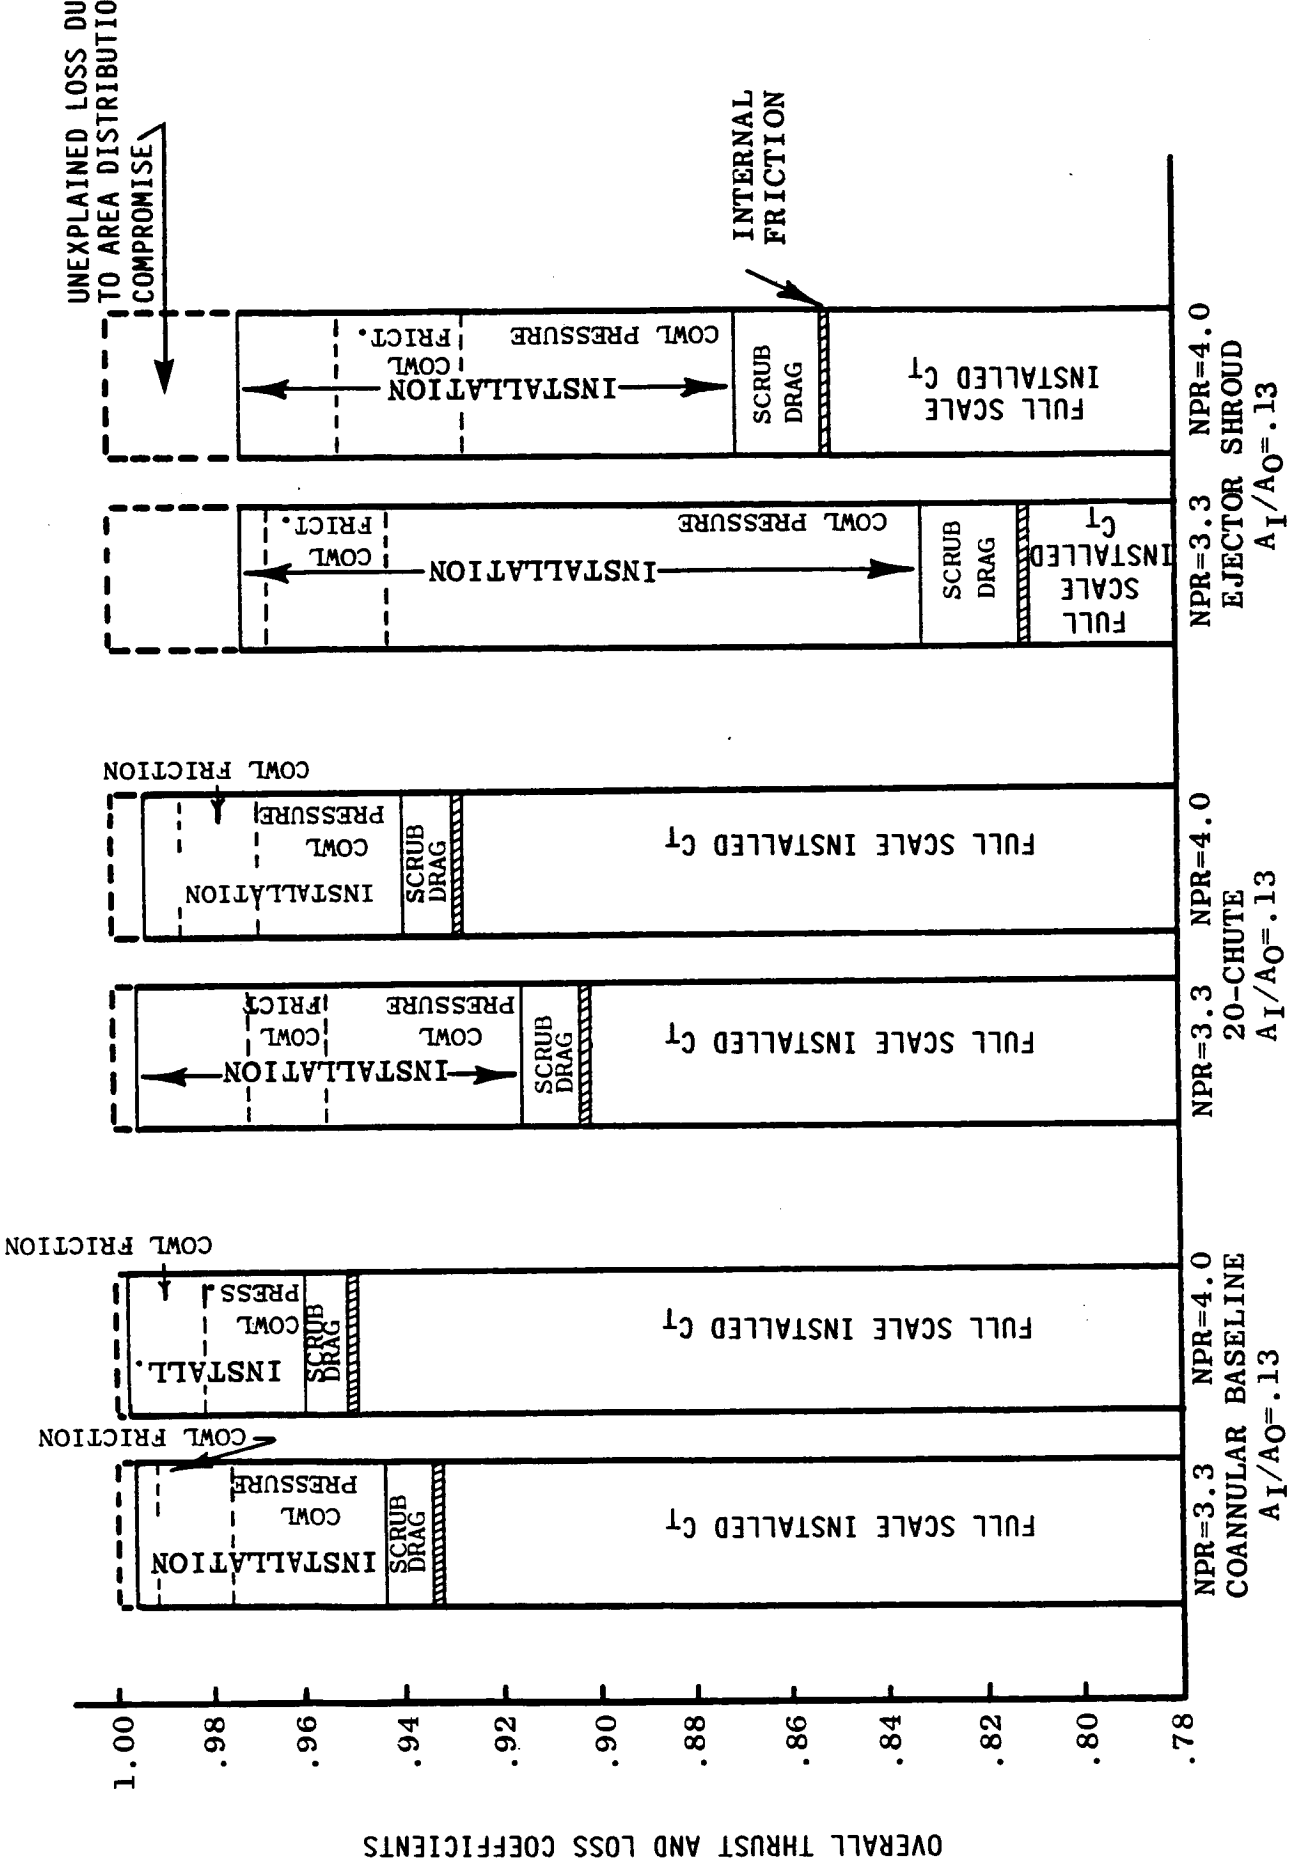 UNEXPLAINED LOSS DU
TO AREA DISTRIBUTIO
COMPROMISE
INTERNAL
FRICTION
OVERALL THRUST AND LOSS COEFFICIENTS
1.00
.98
.96
.94
.92
.90
.88
.86
.84
.82
.80
.78
COWL FRICTION
INSTALLATION
COWL
PRESSURE
SCRUB
DRAG
FULL SCALE INSTALLED CT
NPR=3.3
COWL FRICTION
INSTALL.
COWL
PRESS.
SCRUB
DRAG
FULL SCALE INSTALLED CT
NPR=4.0
COANNULAR BASELINE
AI/AO=.13
INSTALLATION
COWL
FRICT
COWL
PRESSURE
SCRUB
DRAG
FULL SCALE INSTALLED CT
NPR=3.3
COWL FRICTION
INSTALLATION
COWL
PRESSURE
SCRUB
DRAG
FULL SCALE INSTALLED CT
NPR=4.0
20-CHUTE
AI/AO=.13
INSTALLATION
COWL
FRICT.
COWL PRESSURE
SCRUB
DRAG
FULL
SCALE
INSTALLED
CT
NPR=3.3
INSTALLATION
COWL
FRICT.
COWL PRESSURE
SCRUB
DRAG
FULL SCALE
INSTALLED CT
NPR=4.0
EJECTOR SHROUD
AI/AO=.13